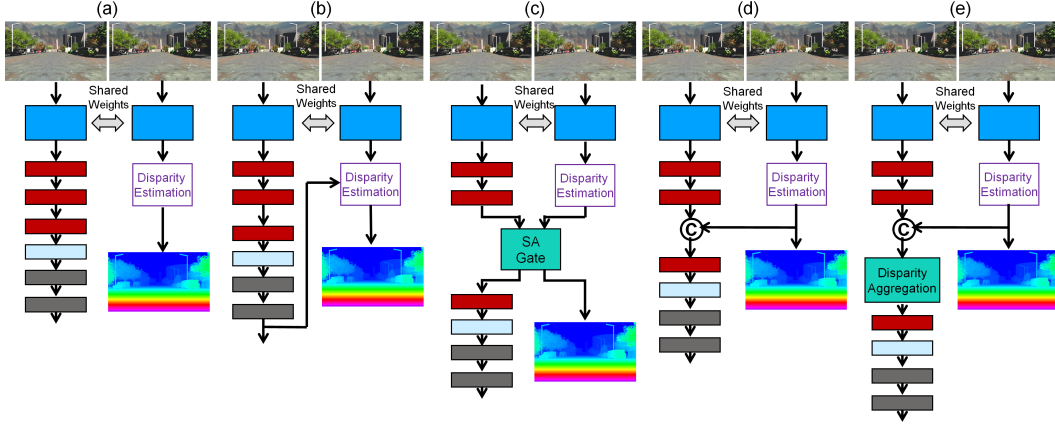 (a)
(b)
(c)
(d)
(e)
Shared
Weights
Shared
Weights
Shared
Weights
Shared
Weights
Shared
Weights
Disparity
Estimation
Disparity
Estimation
Disparity
Estimation
Disparity
Estimation
Disparity
Estimation
C
C
SA
Gate
Disparity
Aggregation